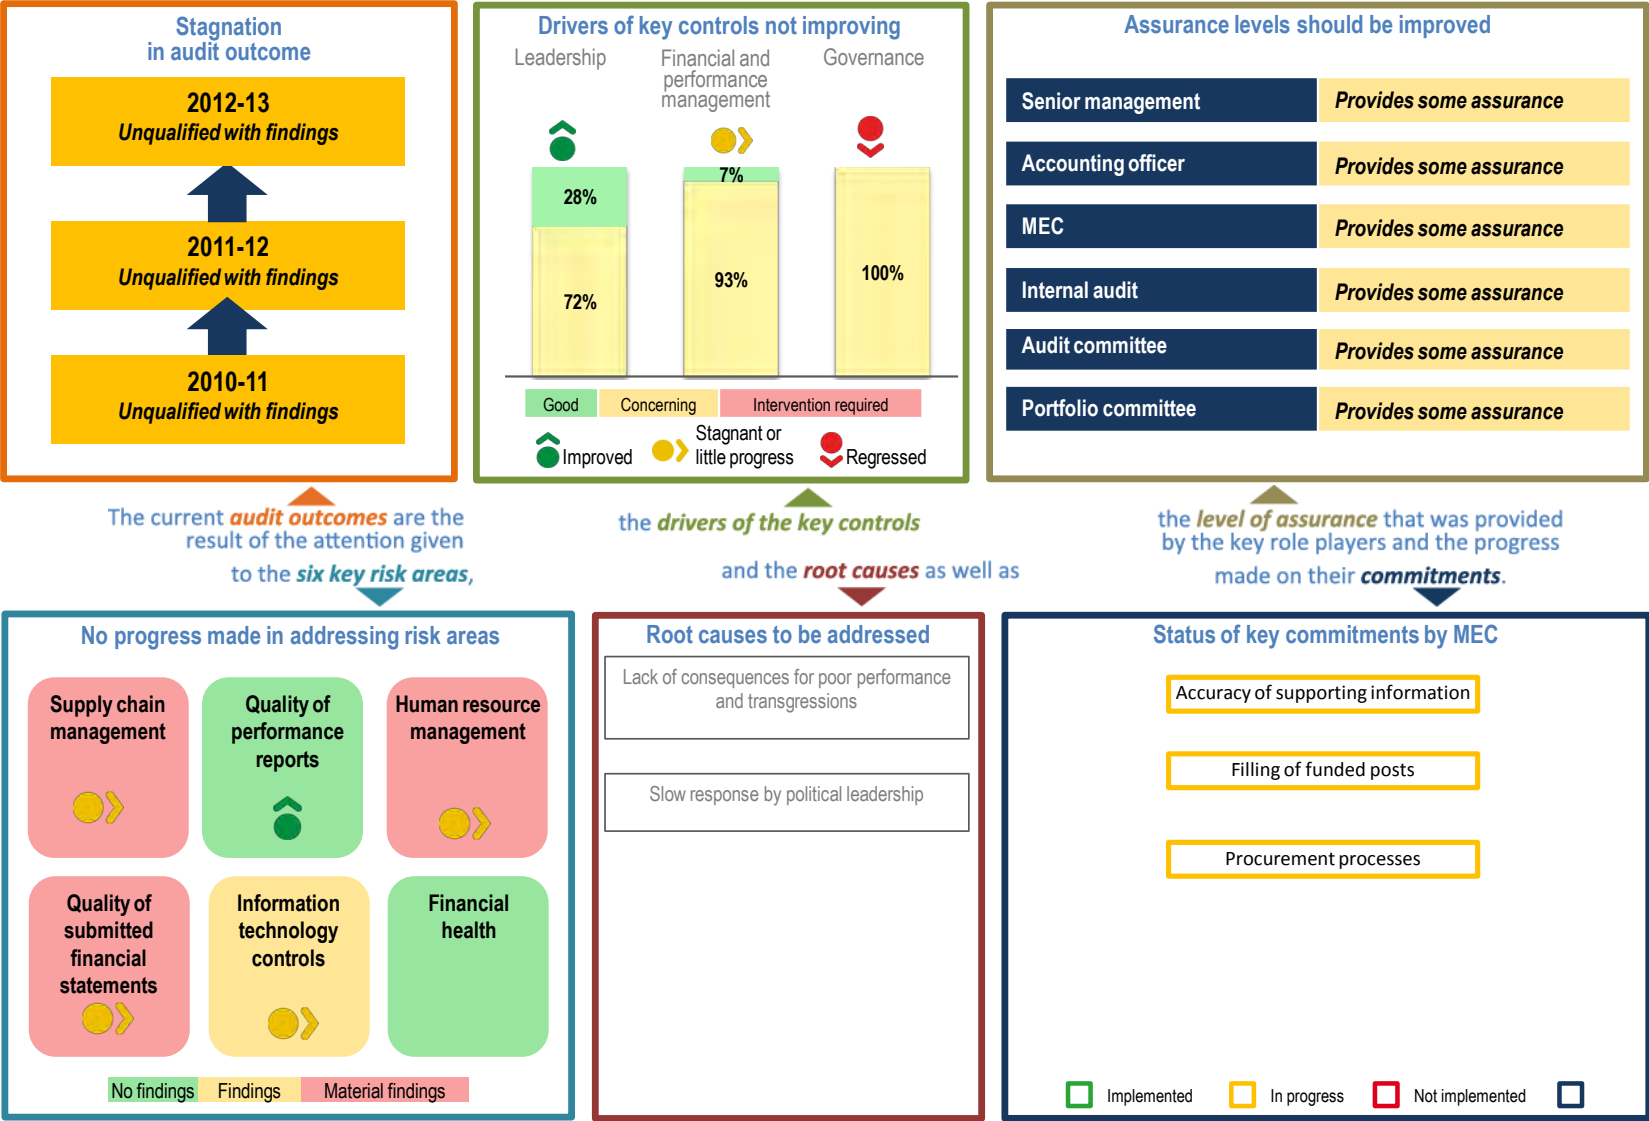 Stagnation
in audit outcome
2012-13
Unqualified with findings
2011-12
Unqualified with findings
2010-11
Unqualified with findings
Drivers of key controls not improving
Leadership
Financial and
performance
management
Governance
28%
72%
7%
93%
100%
Good
Concerning
Intervention required
Improved
Stagnant or
little progress
Regressed
Assurance levels should be improved
Senior management
Provides some assurance
Accounting officer
Provides some assurance
MEC
Provides some assurance
Internal audit
Provides some assurance
Audit committee
Provides some assurance
Portfolio committee
Provides some assurance
The current audit outcomes are the
result of the attention given
to the six key risk areas,
the drivers of the key controls
and the root causes as well as
the level of assurance that was provided
by the key role players and the progress
made on their commitments.
No progress made in addressing risk areas
Supply chain
management
Quality of
performance
reports
Human resource
management
Quality of
submitted
financial
statements
Information
technology
controls
Financial
health
No findings
Findings
Material findings
Root causes to be addressed
Lack of consequences for poor performance
and transgressions
Slow response by political leadership
Status of key commitments by MEC
Accuracy of supporting information
Filling of funded posts
Procurement processes
Implemented
In progress
Not implemented